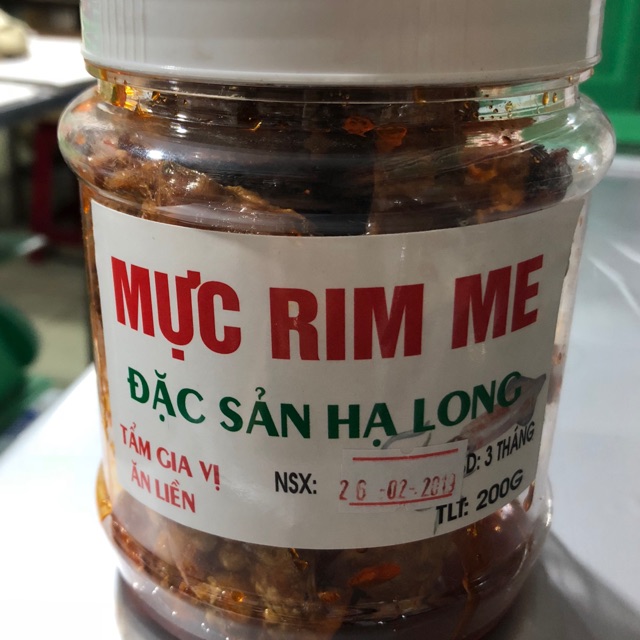 MỰC RIM ME
ĐẶC SẢN HẠ LONG
TẨM GIA VỊ
ĂN LIỀN
NSX: 26-02-2019
D: 3 THÁNG
TLT: 200G